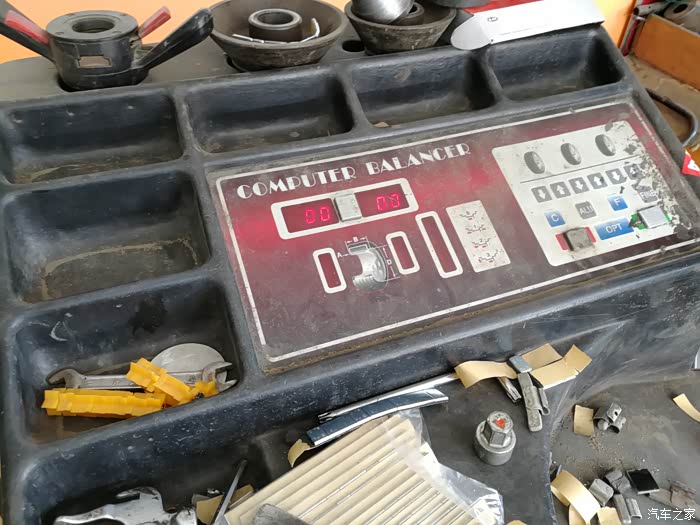 COMPUTER BALANCER
00 00
B
A
D
C
ALU
F
OPT
汽车之家